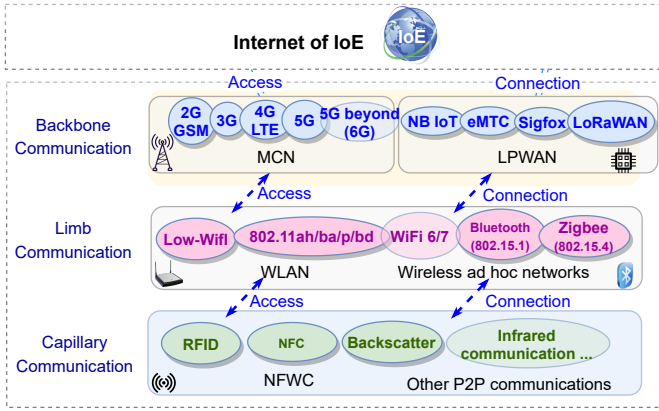 Internet of IoE
IoE
Access
Connection
Backbone
Communication
2G
GSM
3G
4G
LTE
5G
5G beyond
(6G)
NB IoT
eMTC
Sigfox
LoRaWAN
MCN
LPWAN
Access
Connection
Limb
Communication
Low-Wifl
802.11ah/ba/p/bd
WiFi 6/7
Bluetooth
(802.15.1)
Zigbee
(802.15.4)
WLAN
Wireless ad hoc networks
Access
Connection
Capillary
Communication
RFID
NFC
Backscatter
Infrared
communication ...
NFWC
Other P2P communications